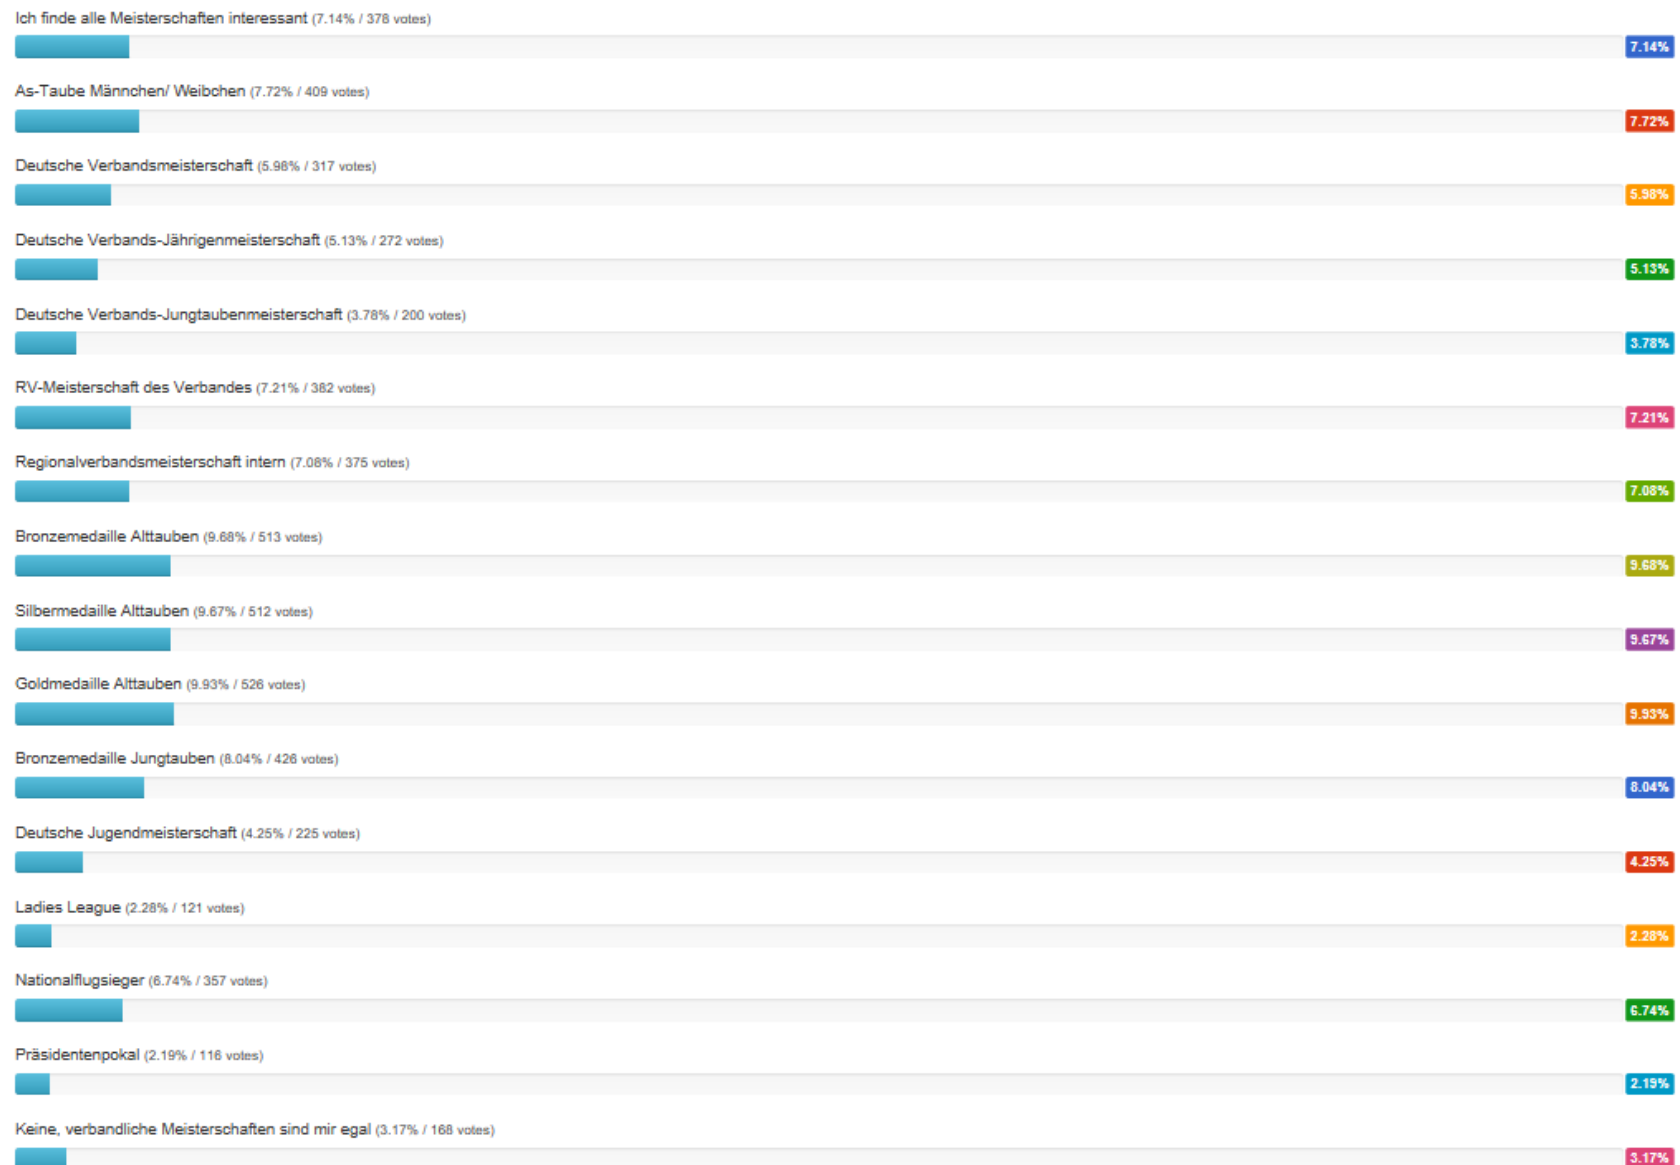 Ich finde alle Meisterschaften interessant (7.14% / 378 votes)
7.14%
As-Taube Männchen/ Weibchen (7.72% / 409 votes)
7.72%
Deutsche Verbandsmeisterschaft (5.98% / 317 votes)
5.98%
Deutsche Verbands-Jährigenmeisterschaft (5.13% / 272 votes)
5.13%
Deutsche Verbands-Jungtaubenmeisterschaft (3.78% / 200 votes)
3.78%
RV-Meisterschaft des Verbandes (7.21% / 382 votes)
7.21%
Regionalverbandsmeisterschaft intern (7.08% / 375 votes)
7.08%
Bronzemedaille Alttauben (9.68% / 513 votes)
9.68%
Silbermedaille Alttauben (9.67% / 512 votes)
9.67%
Goldmedaille Alttauben (9.93% / 526 votes)
9.93%
Bronzemedaille Jungtauben (8.04% / 426 votes)
8.04%
Deutsche Jugendmeisterschaft (4.25% / 225 votes)
4.25%
Ladies League (2.28% / 121 votes)
2.28%
Nationalflugsieger (6.74% / 357 votes)
6.74%
Präsidentenpokal (2.19% / 116 votes)
2.19%
Keine, verbandliche Meisterschaften sind mir egal (3.17% / 168 votes)
3.17%